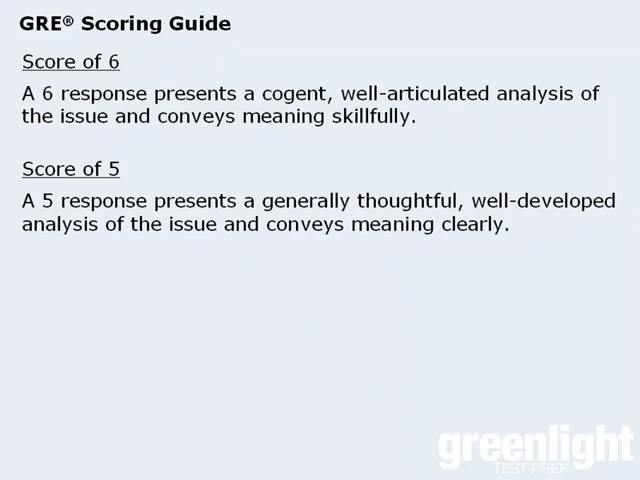 GRE® Scoring Guide
Score of 6
A 6 response presents a cogent, well-articulated analysis of
the issue and conveys meaning skillfully.
Score of 5
A 5 response presents a generally thoughtful, well-developed
analysis of the issue and conveys meaning clearly.
greenlight
TEST PREP